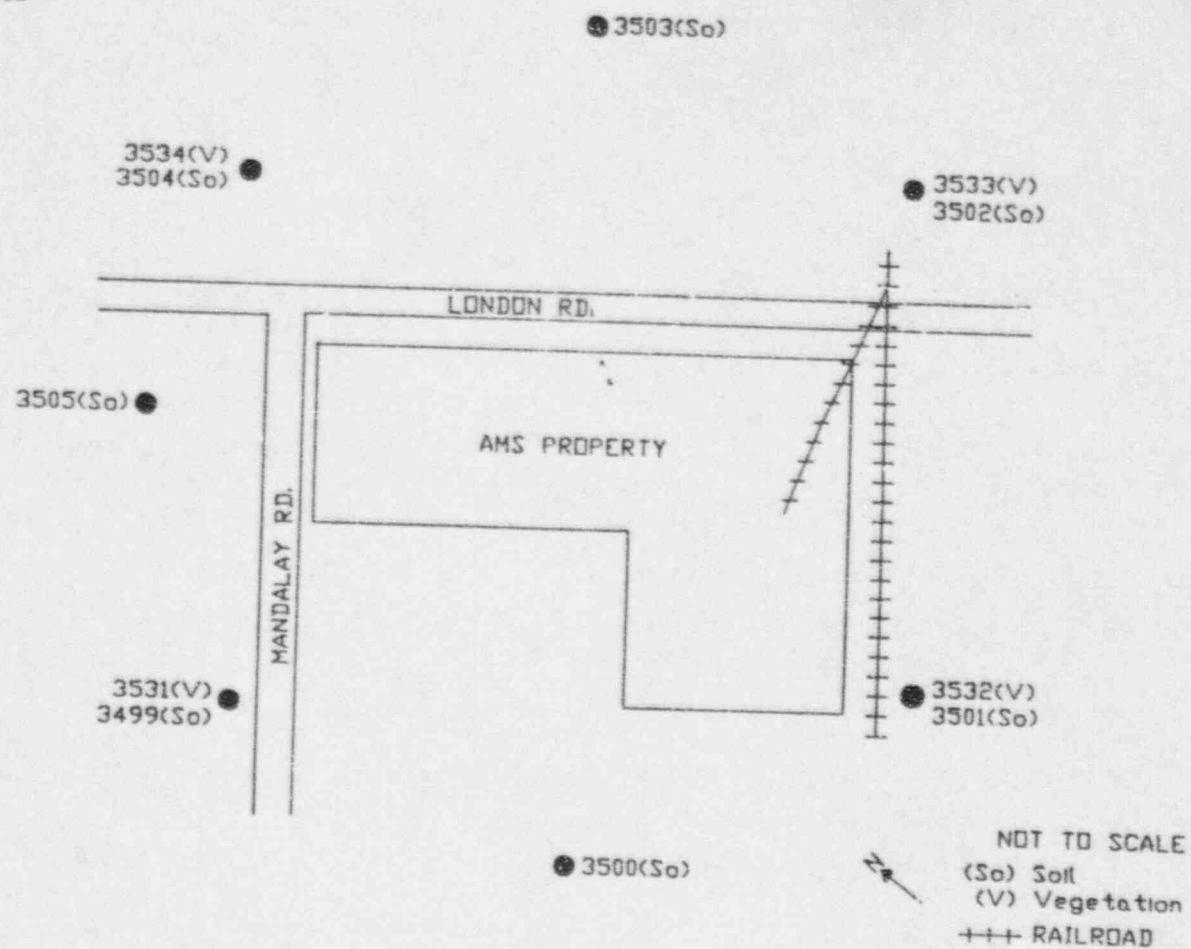 3503(So)
3534(V)
3504(So)
3533(V)
3502(So)
LONDON RD.
3505(So)
AMS PROPERTY
MANDALAY RD.
3531(V)
3499(So)
3532(V)
3501(So)
3500(So)
N
NOT TO SCALE
(So) Soil
(V) Vegetation
RAILROAD